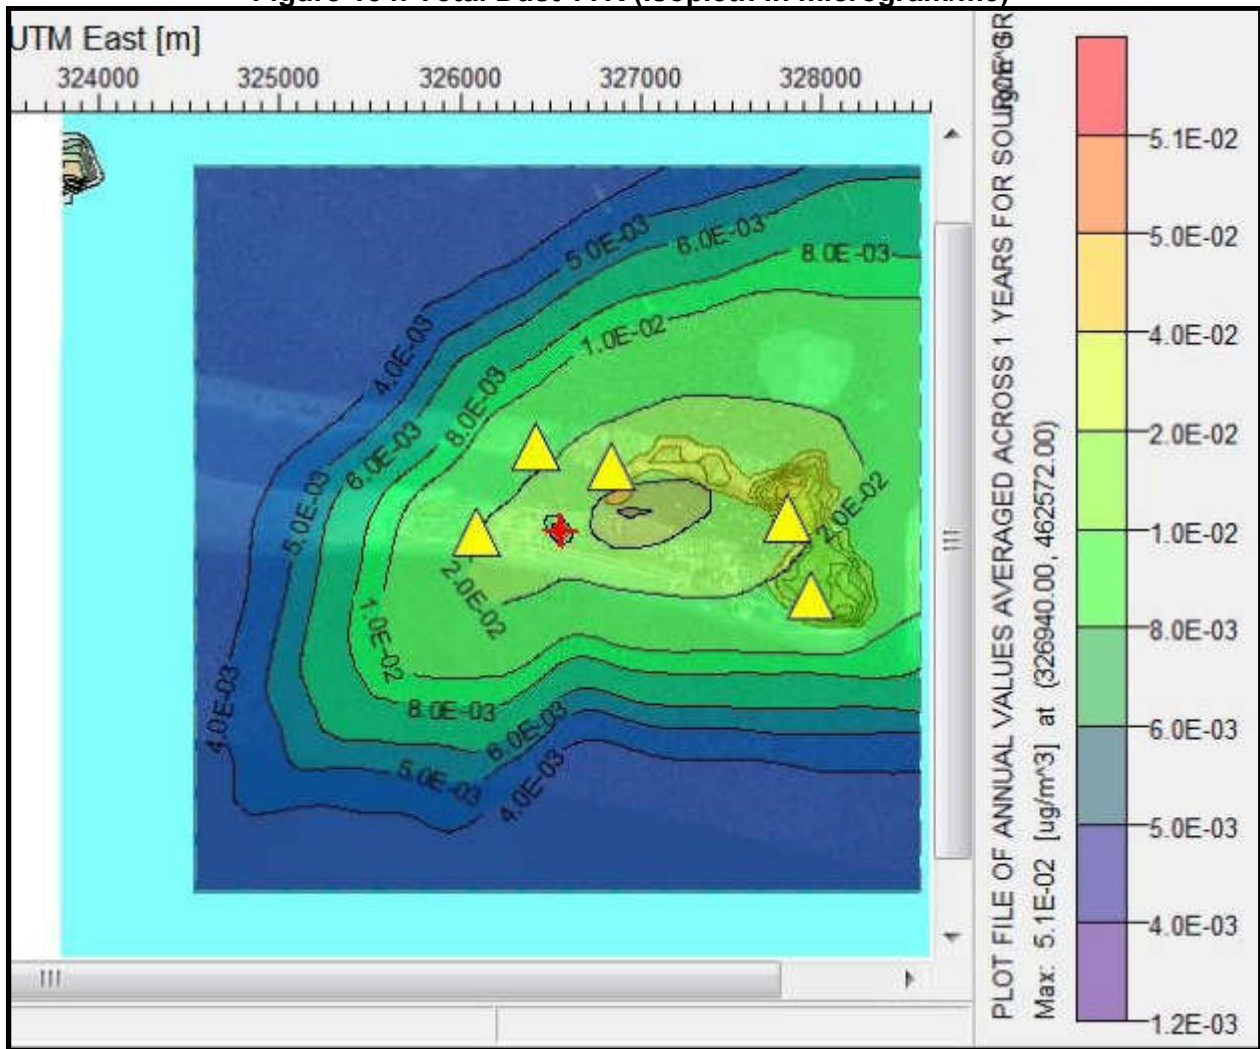 UTM East [m]
324000 325000 326000 327000 328000
5.0E-03
6.0E-03
8.0E-03
4.0E-03
1.0E-02
8.0E-03
6.0E-03
5.0E-03
2.0E-02
2.0E-02
1.0E-02
4.0E-03
8.0E-03
6.0E-03
5.0E-03
4.0E-03
PLOT FILE OF ANNUAL VALUES AVERAGED ACROSS 1 YEARS FOR SOURCE GR
Max: 5.1E-02 [ug/m^3] at (326940.00, 462572.00)
5.1E-02
5.0E-02
4.0E-02
2.0E-02
1.0E-02
8.0E-03
6.0E-03
5.0E-03
4.0E-03
1.2E-03